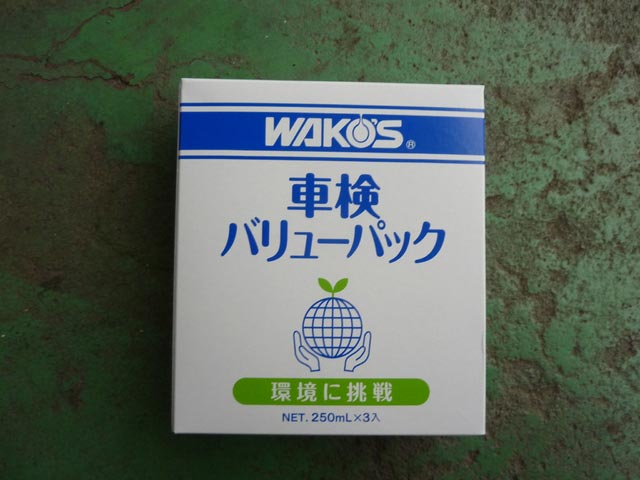 WAKO'S®
車検
バリューパック
環境に挑戦
NET. 250mL×3入